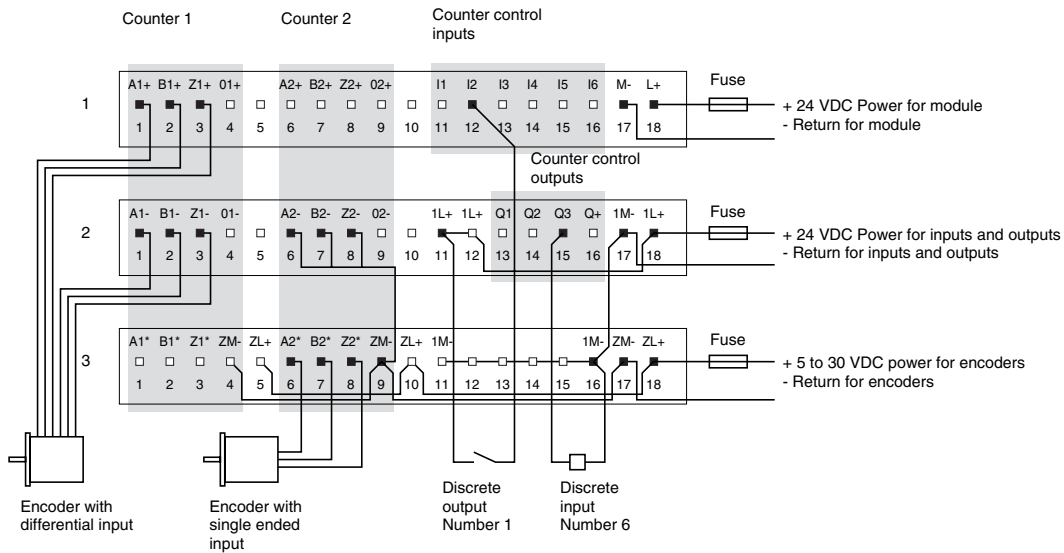 Counter 1
Counter 2
Counter control
inputs
A1+ B1+ Z1+ 01+ A2+ B2+ Z2+ 02+ I1 I2 I3 I4 I5 I6 M- L+
Fuse
1
1 2 3 4 5 6 7 8 9 10 11 12 13 14 15 16 17 18
+ 24 VDC Power for module
- Return for module
Counter control
outputs
A1- B1- Z1- 01- A2- B2- Z2- 02- 1L+ 1L+ Q1 Q2 Q3 Q+ 1M- 1L+
Fuse
2
1 2 3 4 5 6 7 8 9 10 11 12 13 14 15 16 17 18
+ 24 VDC Power for inputs and outputs
- Return for inputs and outputs
A1* B1* Z1* ZM- ZL+ A2* B2* Z2* ZM- ZL+ 1M- 1M- ZM- ZL+
Fuse
3
1 2 3 4 5 6 7 8 9 10 11 12 13 14 15 16 17 18
+ 5 to 30 VDC power for encoders
- Return for encoders
Encoder with
differential input
Encoder with
single ended
input
Discrete
output
Number 1
Discrete
input
Number 6